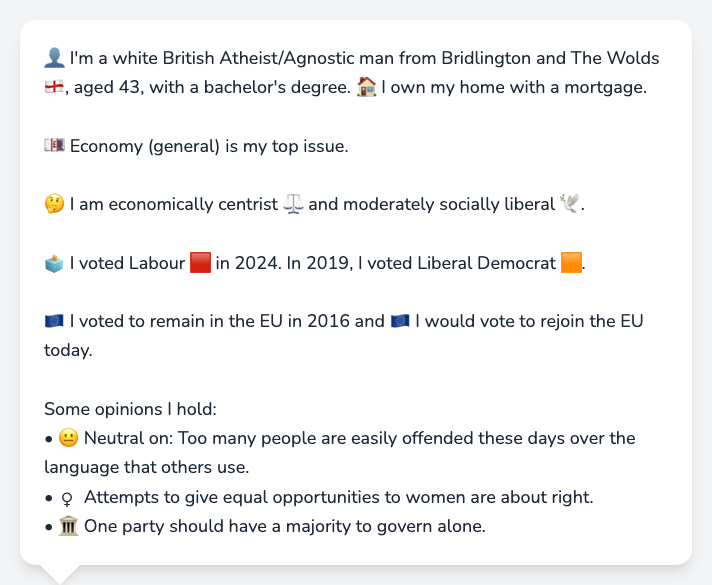 👤 I'm a white British Atheist/Agnostic man from Bridlington and The Wolds
🏴󠁧󠁢󠁥󠁮󠁧󠁿, aged 43, with a bachelor's degree. 🏠 I own my home with a mortgage.
💷 Economy (general) is my top issue.
🤔 I am economically centrist ⚖️ and moderately socially liberal 🕊️.
🗳️ I voted Labour 🟥 in 2024. In 2019, I voted Liberal Democrat 🟧.
🇪🇺 I voted to remain in the EU in 2016 and 🇪🇺 I would vote to rejoin the EU
today.
Some opinions I hold:
• 😐 Neutral on: Too many people are easily offended these days over the
language that others use.
• ♀ Attempts to give equal opportunities to women are about right.
• 🏛️ One party should have a majority to govern alone.